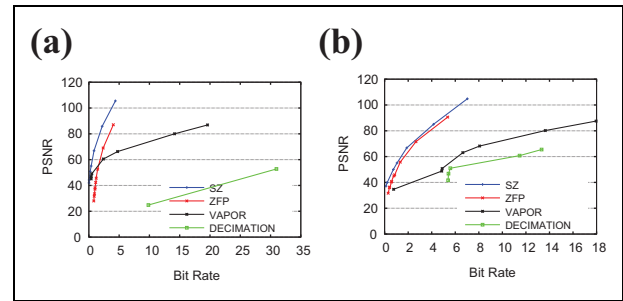 (a)
(b)
PSNR
120
100
80
60
40
20
0
0
5
10
15
20
25
30
35
SZ
ZFP
VAPOR
DECIMATION
Bit Rate
PSNR
120
100
80
60
40
20
0
0
2
4
6
8
10
12
14
16
18
SZ
ZFP
VAPOR
DECIMATION
Bit Rate